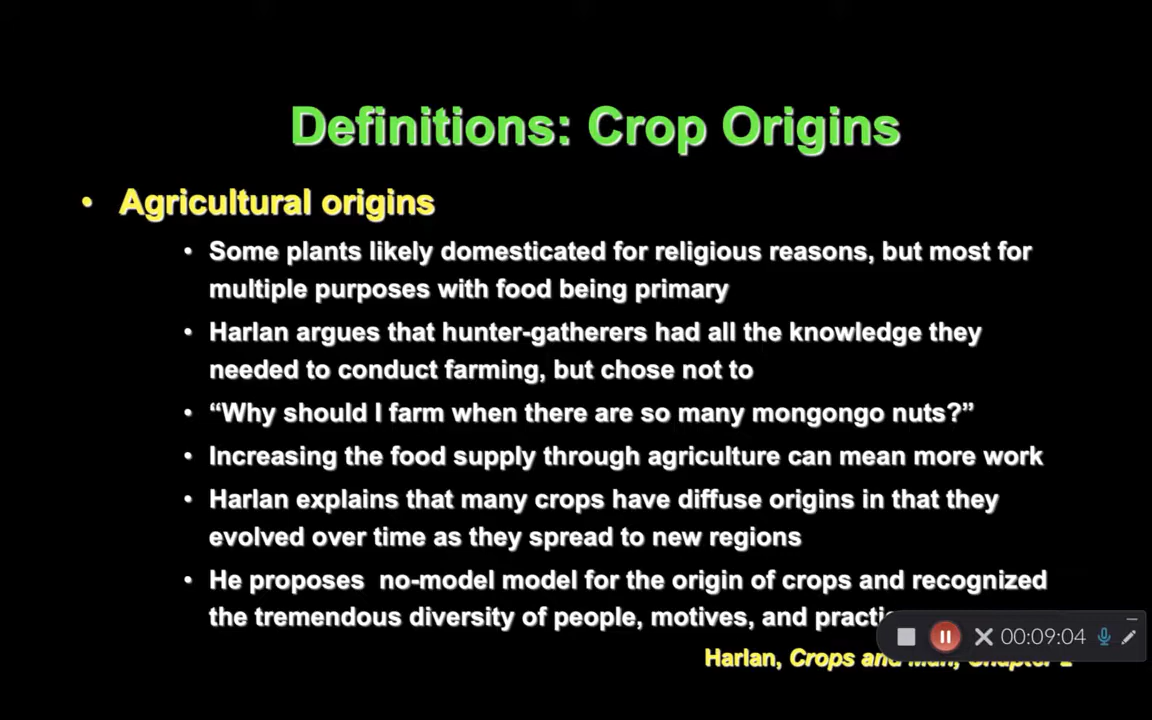 Definitions: Crop Origins
• Agricultural origins
• Some plants likely domesticated for religious reasons, but most for
multiple purposes with food being primary
• Harlan argues that hunter-gatherers had all the knowledge they
needed to conduct farming, but chose not to
• “Why should I farm when there are so many mongongo nuts?”
• Increasing the food supply through agriculture can mean more work
• Harlan explains that many crops have diffuse origins in that they
evolved over time as they spread to new regions
• He proposes  no-model model for the origin of crops and recognized
the tremendous diversity of people, motives, and
00:09:04
Harlan, Crops and Man, Chapter